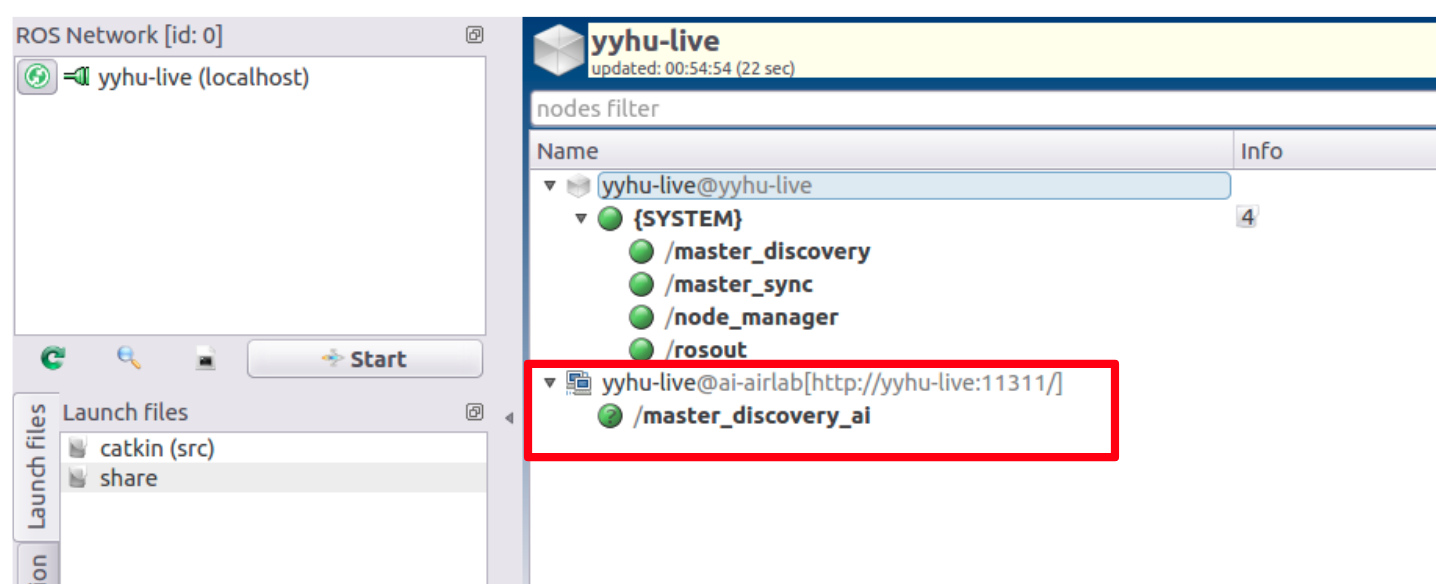 ROS Network [id: 0]
yyhu-live (localhost)
Start
Launch files
Launch files
catkin (src)
share
ion
yyhu-live
updated: 00:54:54 (22 sec)
nodes filter
Name Info
yyhu-live@yyhu-live
{SYSTEM} 4
/master_discovery
/master_sync
/node_manager
/rosout
yyhu-live@ai-airlab[http://yyhu-live:11311/]
/master_discovery_ai